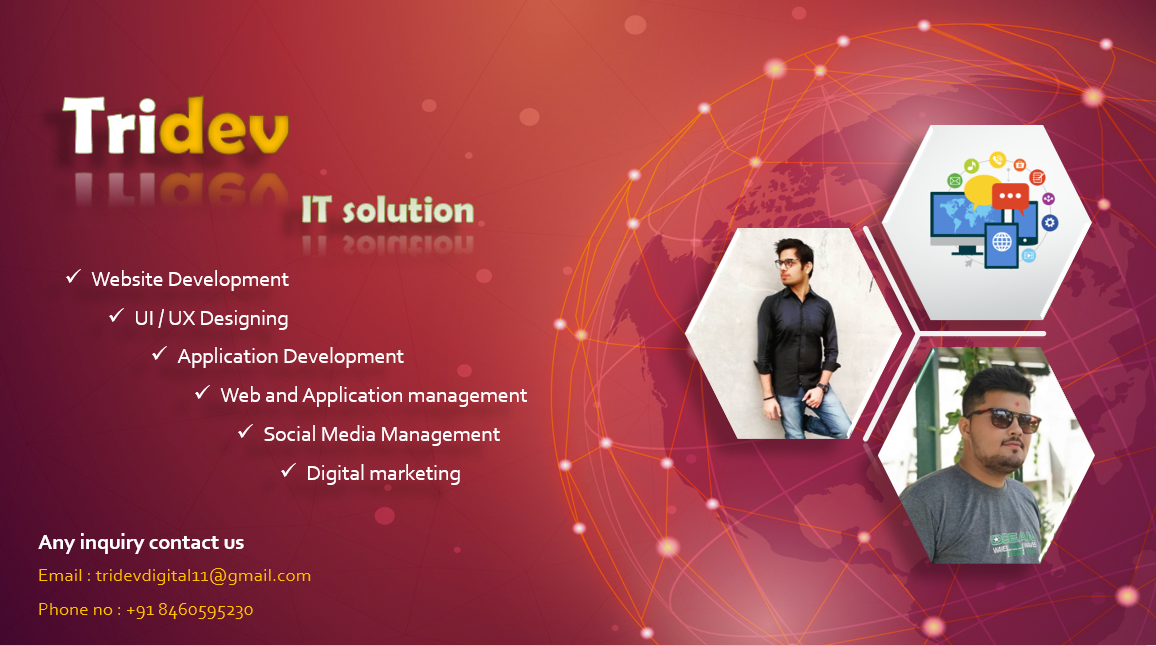 Tridev
IT solution
✓ Website Development
✓ UI / UX Designing
✓ Application Development
✓ Web and Application management
✓ Social Media Management
✓ Digital marketing
Any inquiry contact us
Email : tridevdigital11@gmail.com
Phone no : +91 8460595230